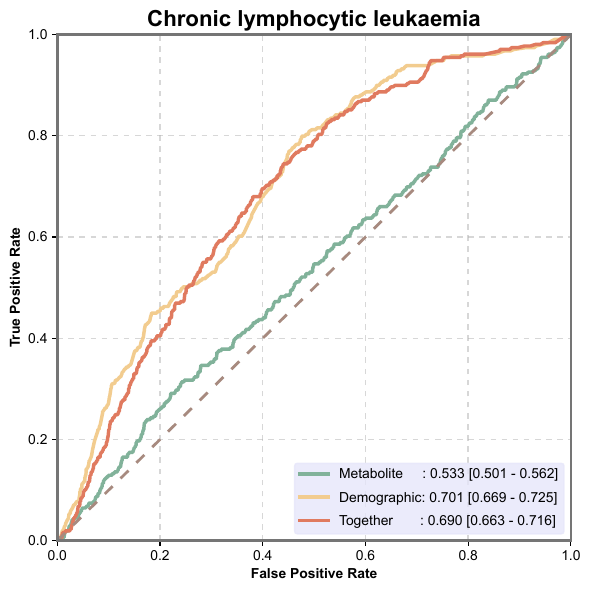 Chronic lymphocytic leukaemia
True Positive Rate
1.0
0.8
0.6
0.4
0.2
0.0
Metabolite : 0.533 [0.501 - 0.562]
Demographic: 0.701 [0.669 - 0.725]
Together : 0.690 [0.663 - 0.716]
0.0 0.2 0.4 0.6 0.8 1.0
False Positive Rate